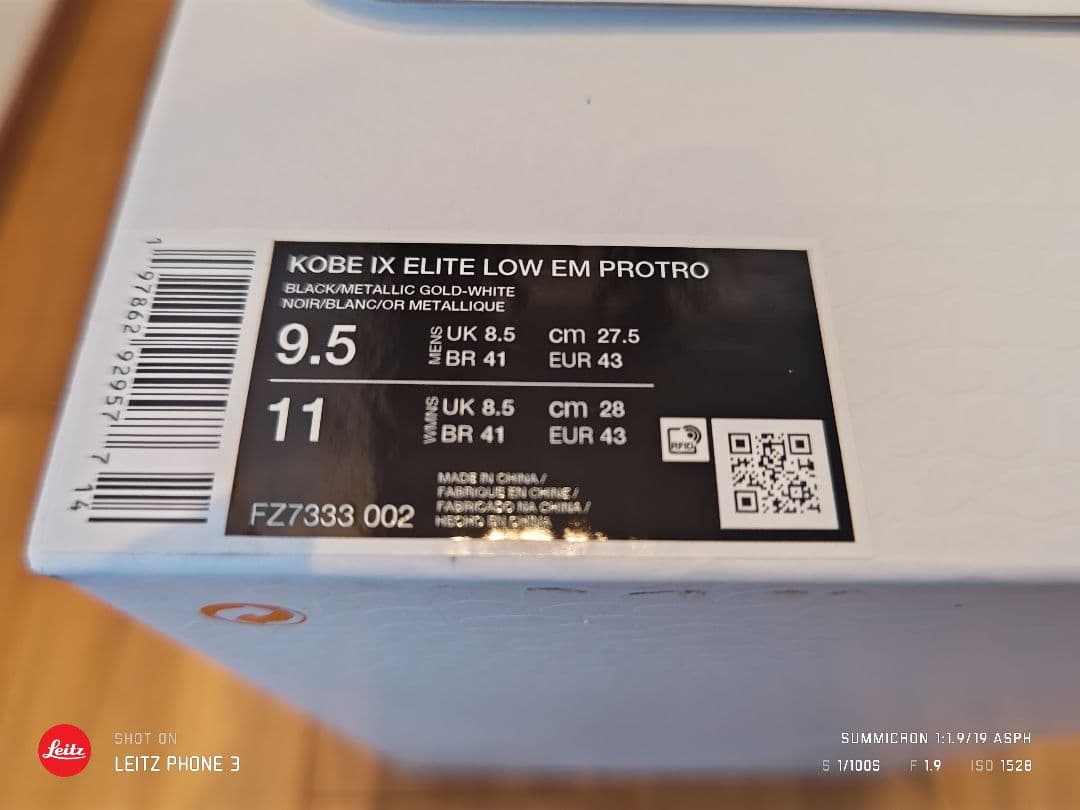 KOBE IX ELITE LOW EM PROTRO
BLACK/METALLIC GOLD-WHITE
NOIR/BLANC/OR METALLIQUE
9.5 MENS UK 8.5 cm 27.5
BR 41 EUR 43
11 WMNS UK 8.5 cm 28
BR 41 EUR 43
RFID
MADE IN CHINA /
FABRIQUE EN CHINE /
FABRICADO NA CHINA /
HECHO EN CHINA
FZ7333 002
1 97862 92957 7 14
Leitz
SHOT ON
LEITZ PHONE 3
SUMMICRON 1:1.9/19 ASPH
S 1/100S F 1.9 ISO 1528